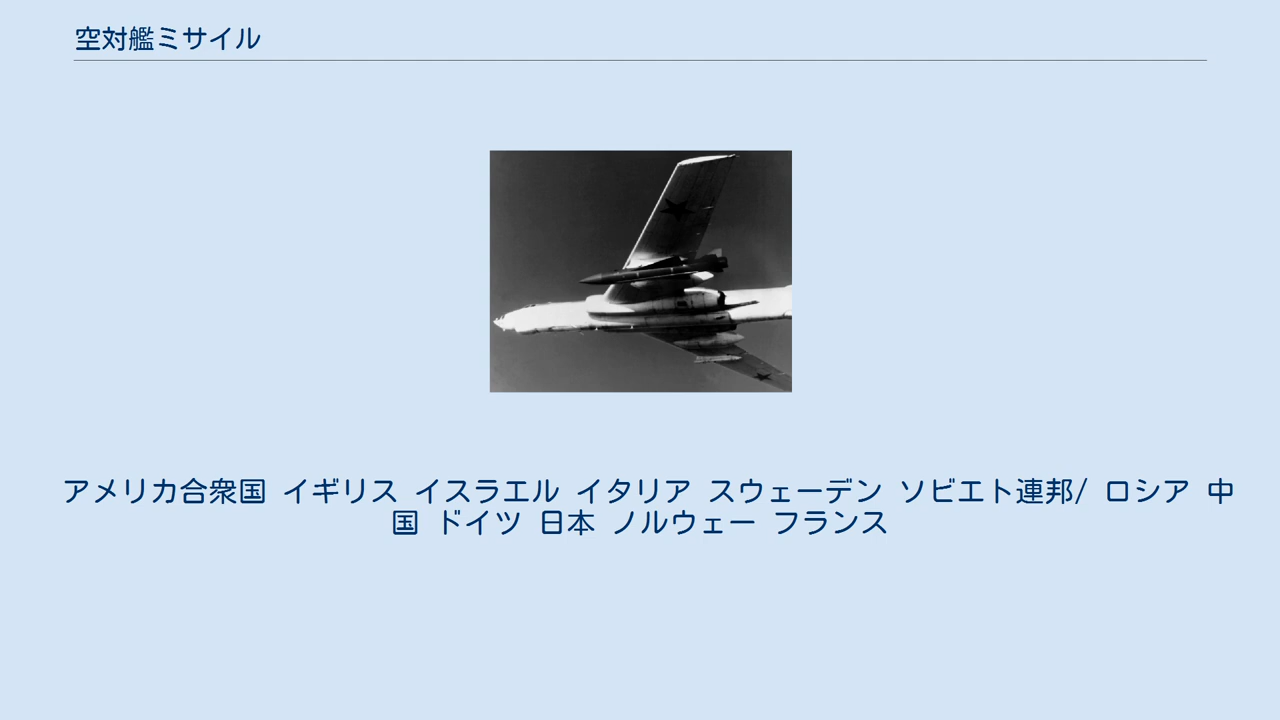 空対艦ミサイル
アメリカ合衆国 イギリス イスラエル イタリア スウェーデン ソビエト連邦/ ロシア 中
国 ドイツ 日本 ノルウェー フランス